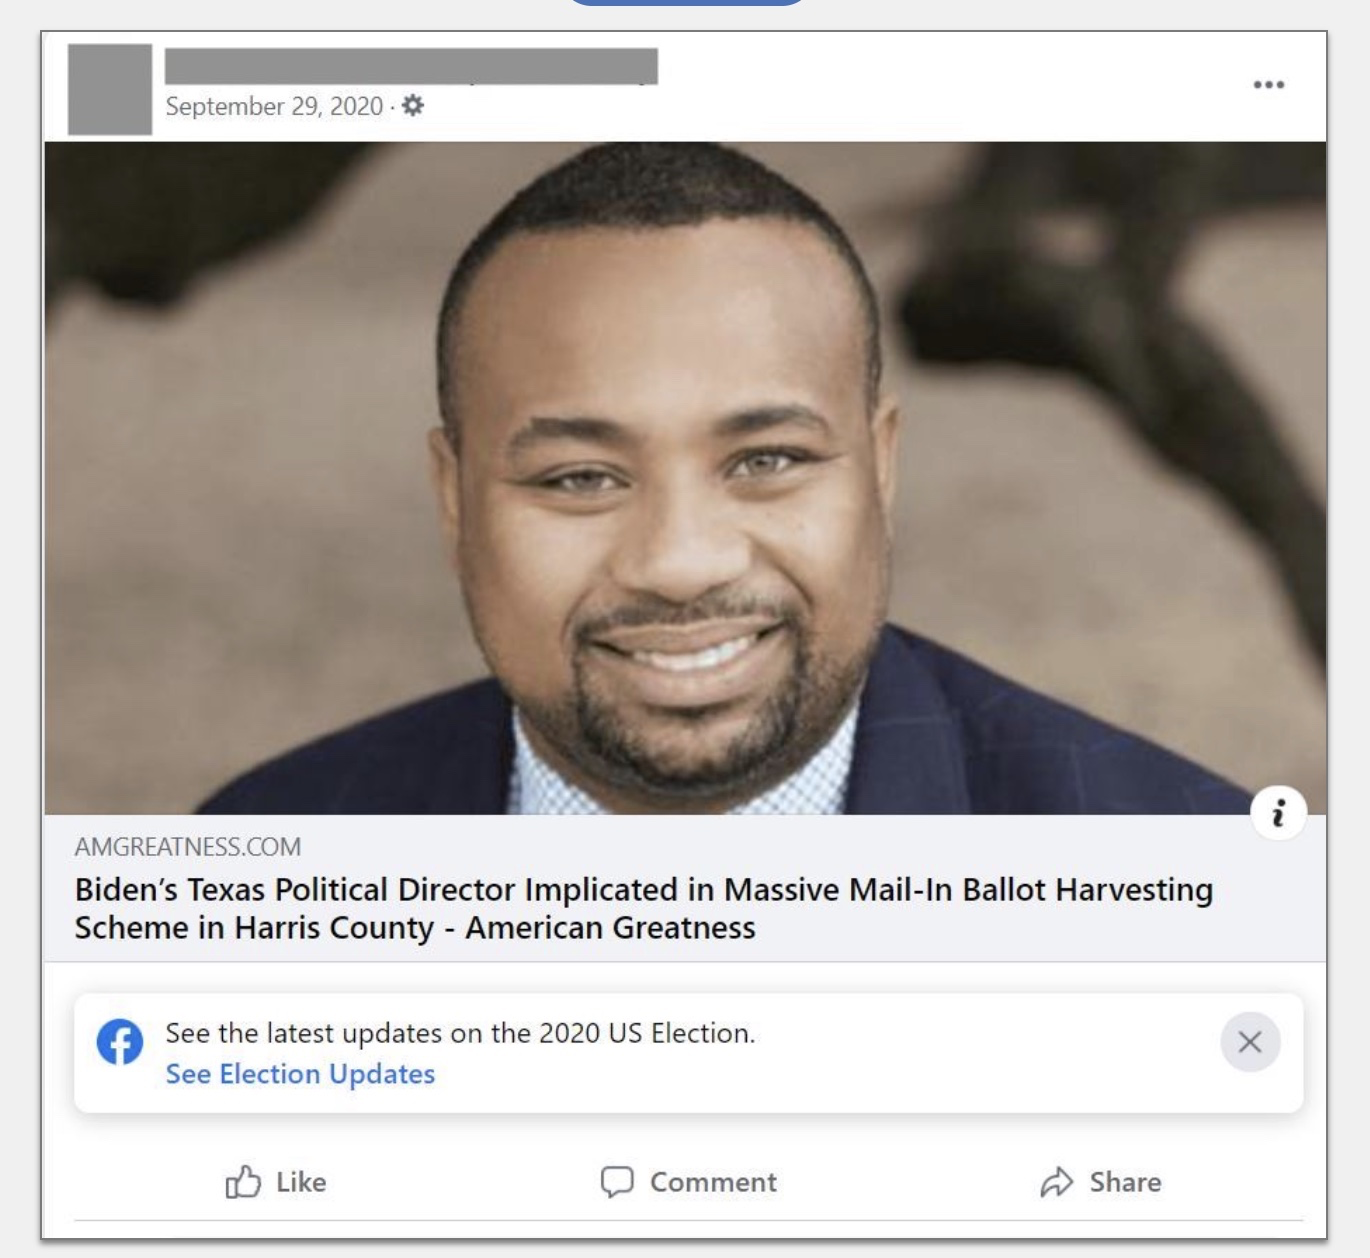 September 29, 2020 ·
AMGREATNESS.COM
Biden's Texas Political Director Implicated in Massive Mail-In Ballot Harvesting
Scheme in Harris County - American Greatness
See the latest updates on the 2020 US Election.
See Election Updates
Like
Comment
Share